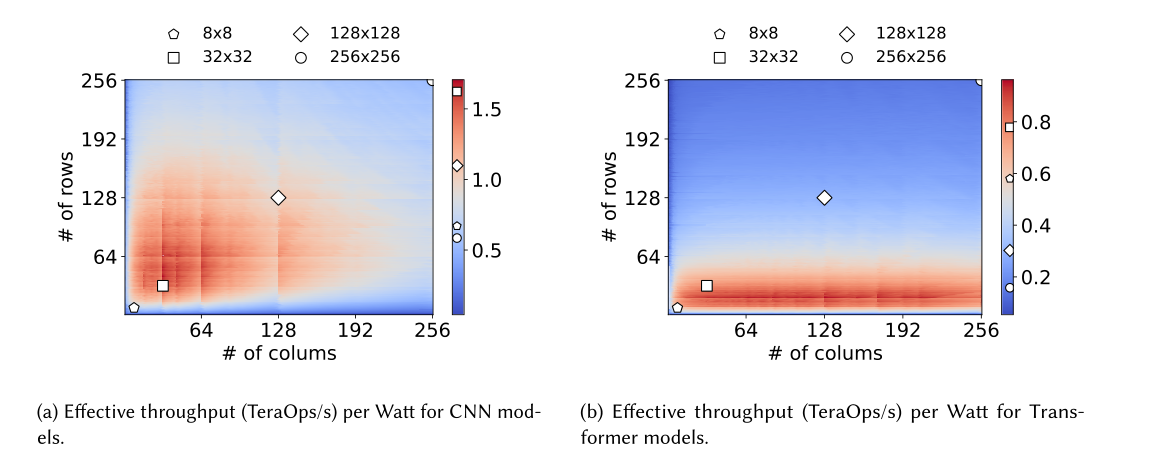 8x8 128x128
32x32 256x256
8x8 128x128
32x32 256x256
256
192
128
64
# of rows
64 128 192 256
# of colums
1.5
1.0
0.5
256
192
128
64
# of rows
64 128 192 256
# of colums
0.8
0.6
0.4
0.2
(a) Effective throughput (TeraOps/s) per Watt for CNN mod-
els.
(b) Effective throughput (TeraOps/s) per Watt for Trans-
former models.